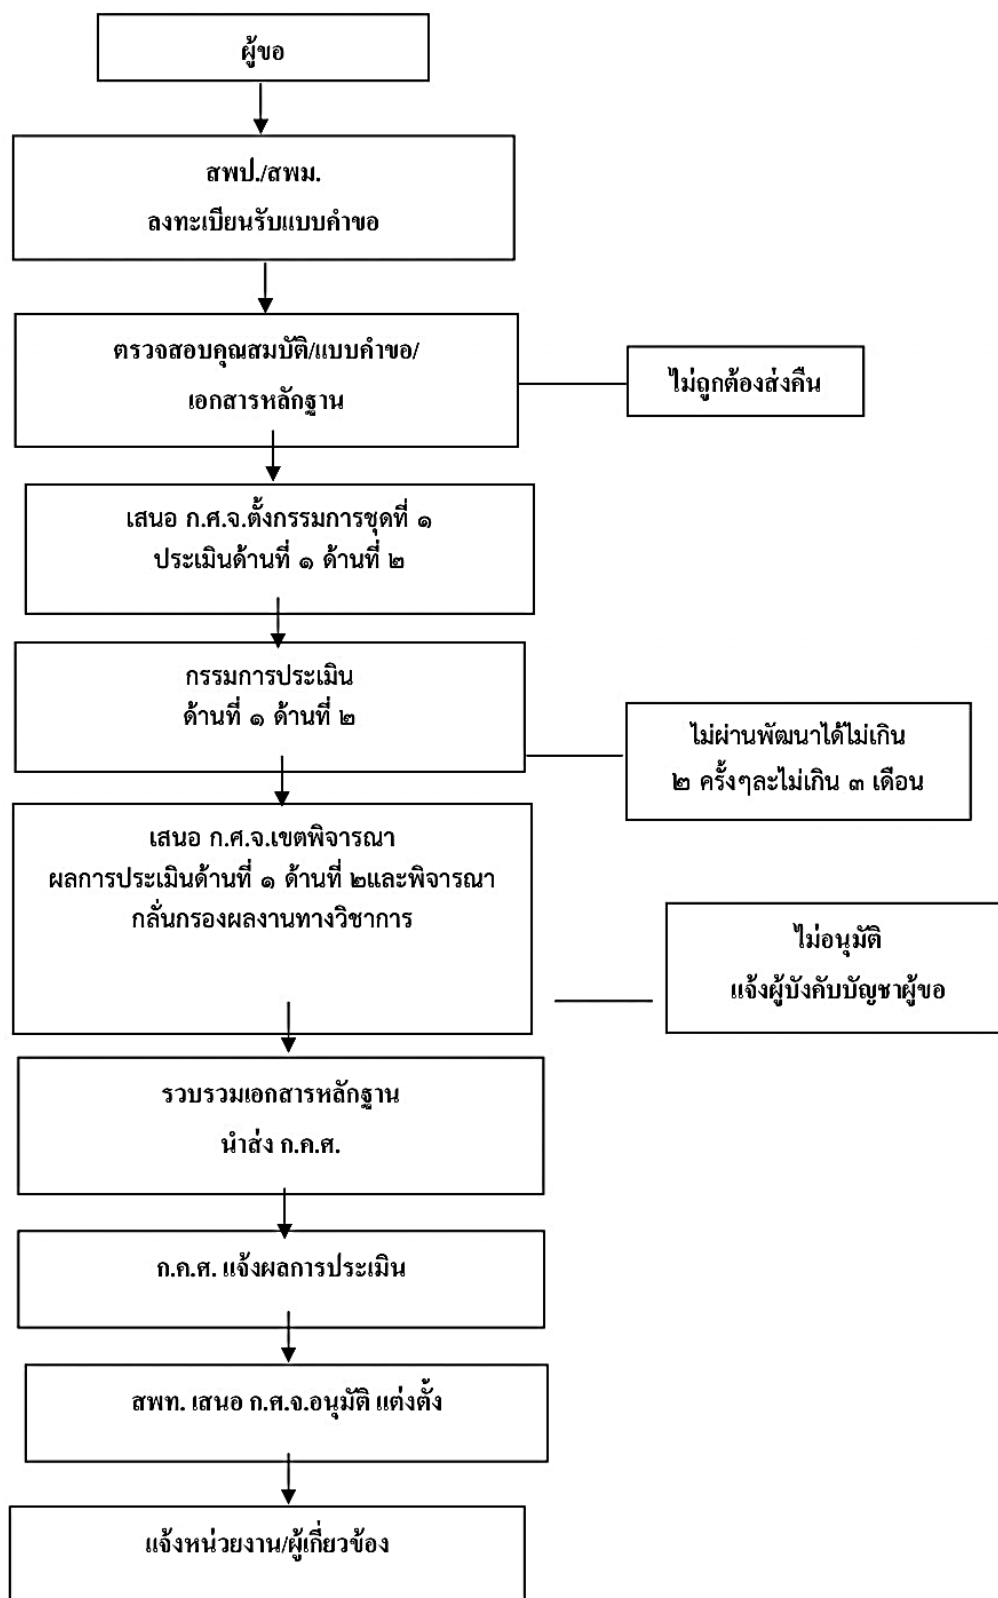 ผู้ขอ
สพป./สพม.
ลงทะเบียนรับแบบคำขอ
ตรวจสอบคุณสมบัติ/แบบคำขอ/
เอกสารหลักฐาน
ไม่ถูกต้องส่งคืน
เสนอ ก.ศ.จ.ตั้งกรรมการชุดที่ ๑
ประเมินด้านที่ ๑ ด้านที่ ๒
กรรมการประเมิน
ด้านที่ ๑ ด้านที่ ๒
ไม่ผ่านพัฒนาได้ไม่เกิน
๒ ครั้งๆละไม่เกิน ๓ เดือน
เสนอ ก.ศ.จ.เขตพิจารณา
ผลการประเมินด้านที่ ๑ ด้านที่ ๒และพิจารณา
กลั่นกรองผลงานทางวิชาการ
ไม่อนุมัติ
แจ้งผู้บังคับบัญชาผู้ขอ
รวบรวมเอกสารหลักฐาน
นำส่ง ก.ค.ศ.
ก.ค.ศ. แจ้งผลการประเมิน
สพท. เสนอ ก.ศ.จ.อนุมัติ แต่งตั้ง
แจ้งหน่วยงาน/ผู้เกี่ยวข้อง